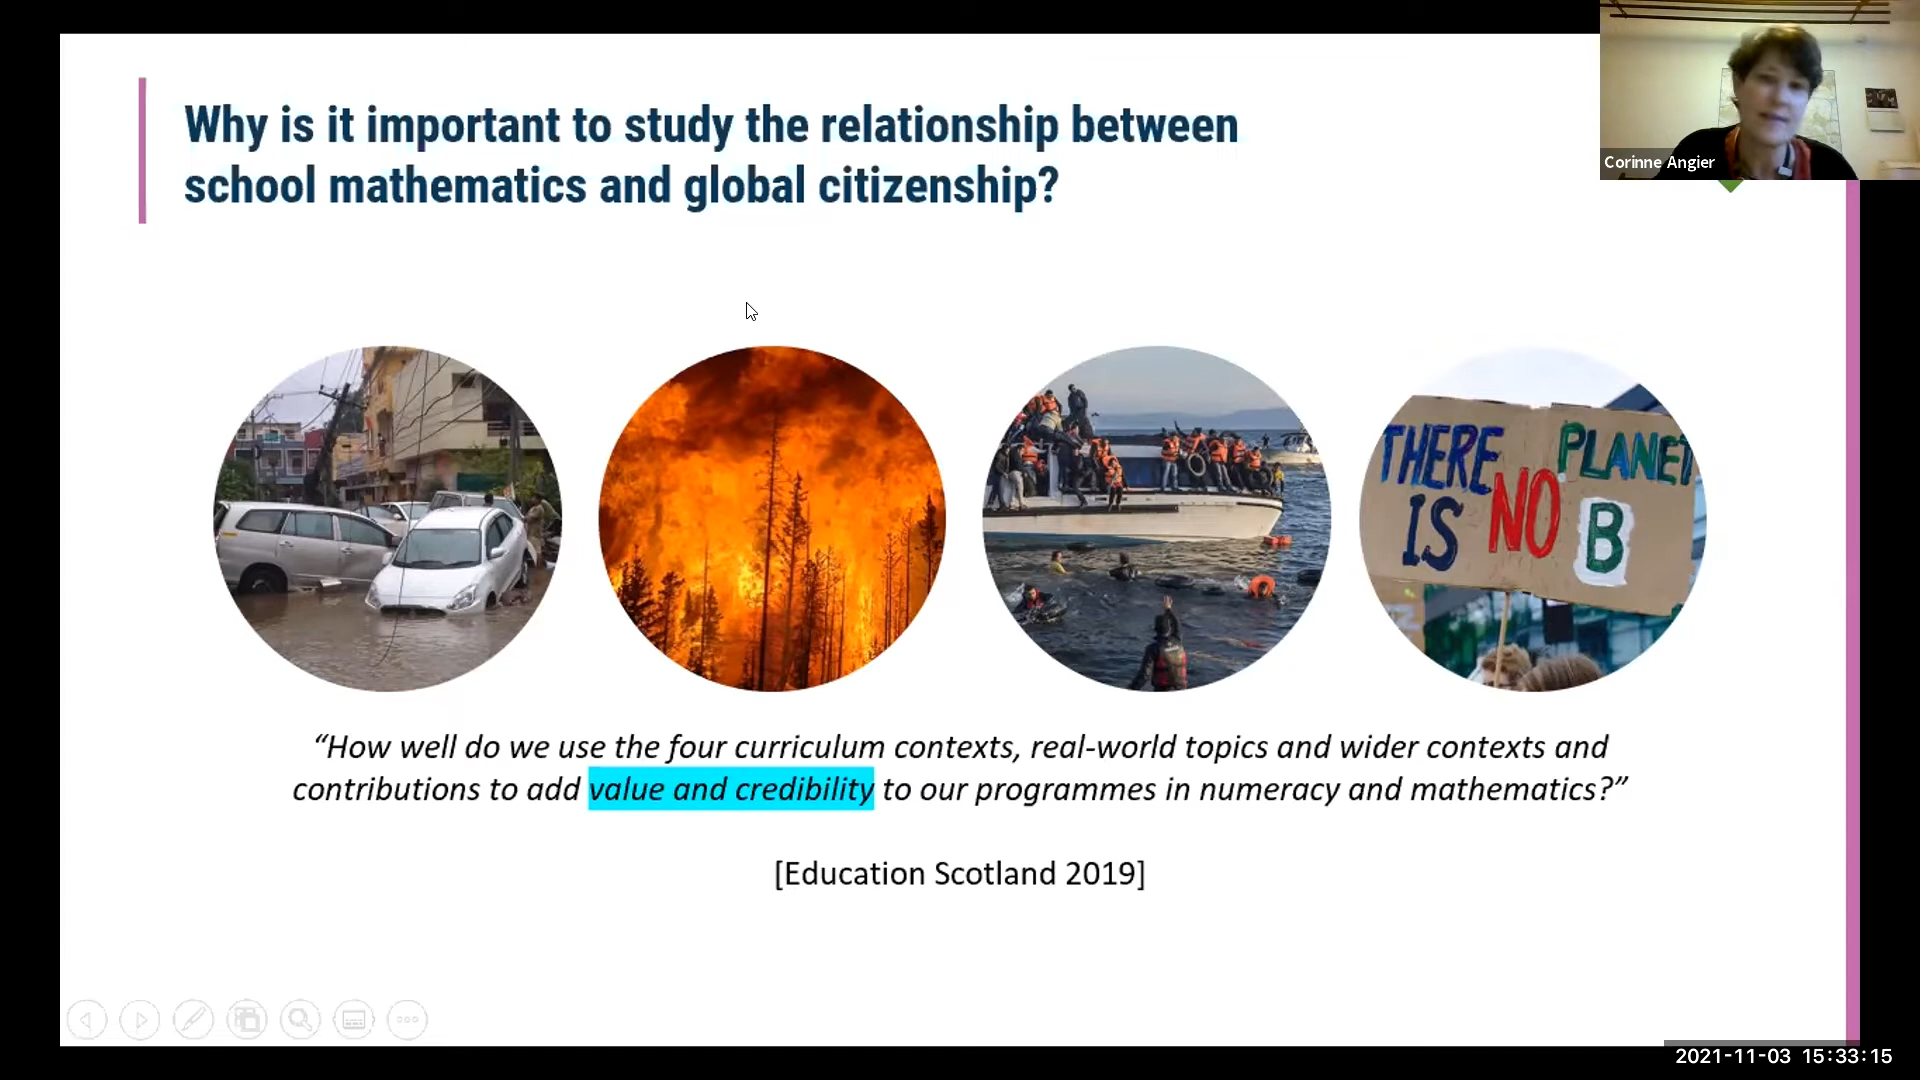 Why is it important to study the relationship between
school mathematics and global citizenship?
Corinne Angier
THERE IS NO PLANET B
“How well do we use the four curriculum contexts, real-world topics and wider contexts and
contributions to add value and credibility to our programmes in numeracy and mathematics?”
[Education Scotland 2019]
2021-11-03 15:33:15